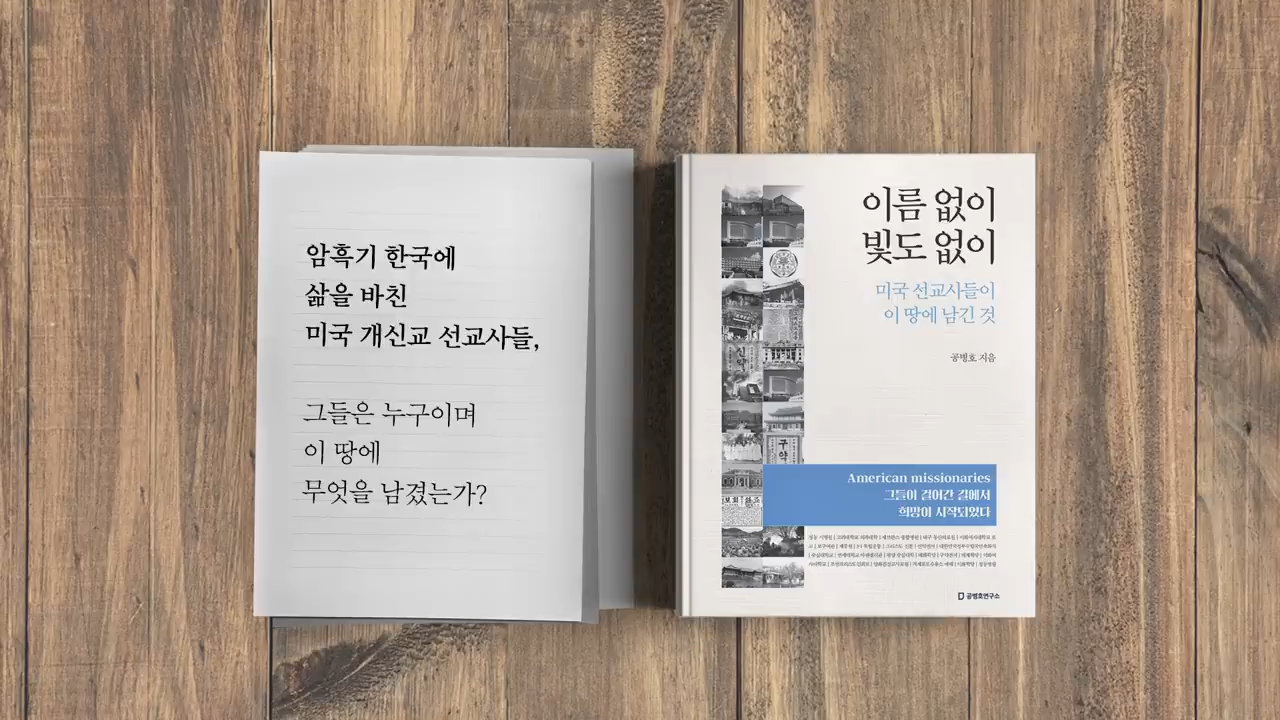 암흑기 한국에
삶을 바친
미국 개신교 선교사들,
그들은 누구이며
이 땅에
무엇을 남겼는가?
이름 없이
빛도 없이
미국 선교사들이
이 땅에 남긴 것
공병호 지음
신약
구약
American missionaries
그들이 걸어간 길에서
희망이 시작되었다
공병호연구소